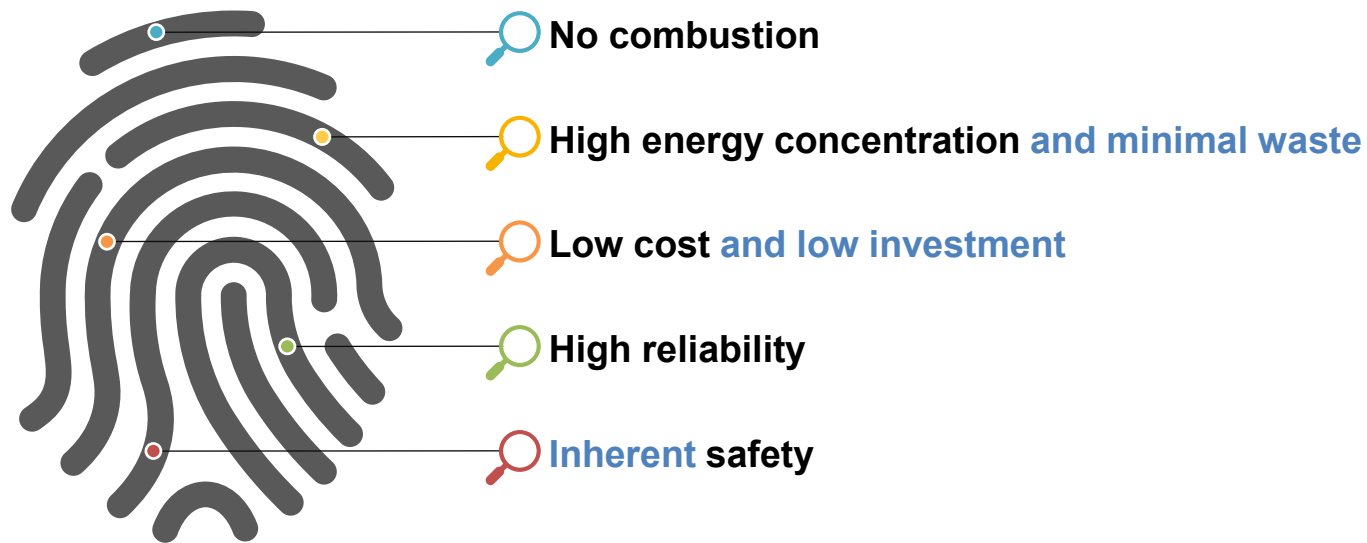 No combustion
High energy concentration and minimal waste
Low cost and low investment
High reliability
Inherent safety